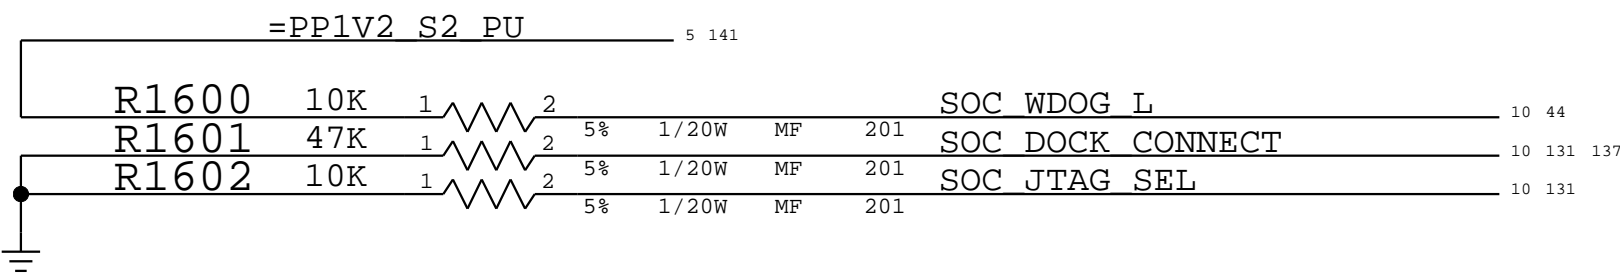 =PP1V2_S2_PU 5 141
R1600 10K 1 2 SOC_WDOG_L 10 44
5% 1/20W MF 201
R1601 47K 1 2 SOC_DOCK_CONNECT 10 131 137
5% 1/20W MF 201
R1602 10K 1 2 SOC_JTAG_SEL 10 131
5% 1/20W MF 201